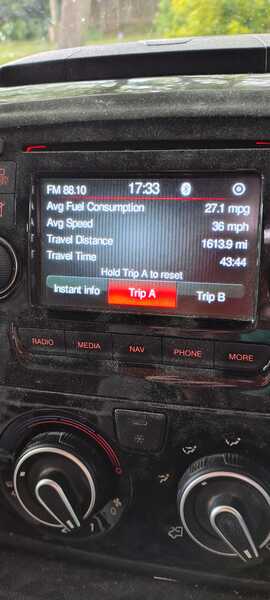 FM 88.10 17:33
Avg Fuel Consumption 27.1 mpg
Avg Speed 36 mph
Travel Distance 1613.9 mi
Travel Time 43:44
Hold Trip A to reset
Instant info Trip A Trip B
RADIO MEDIA NAV PHONE MORE